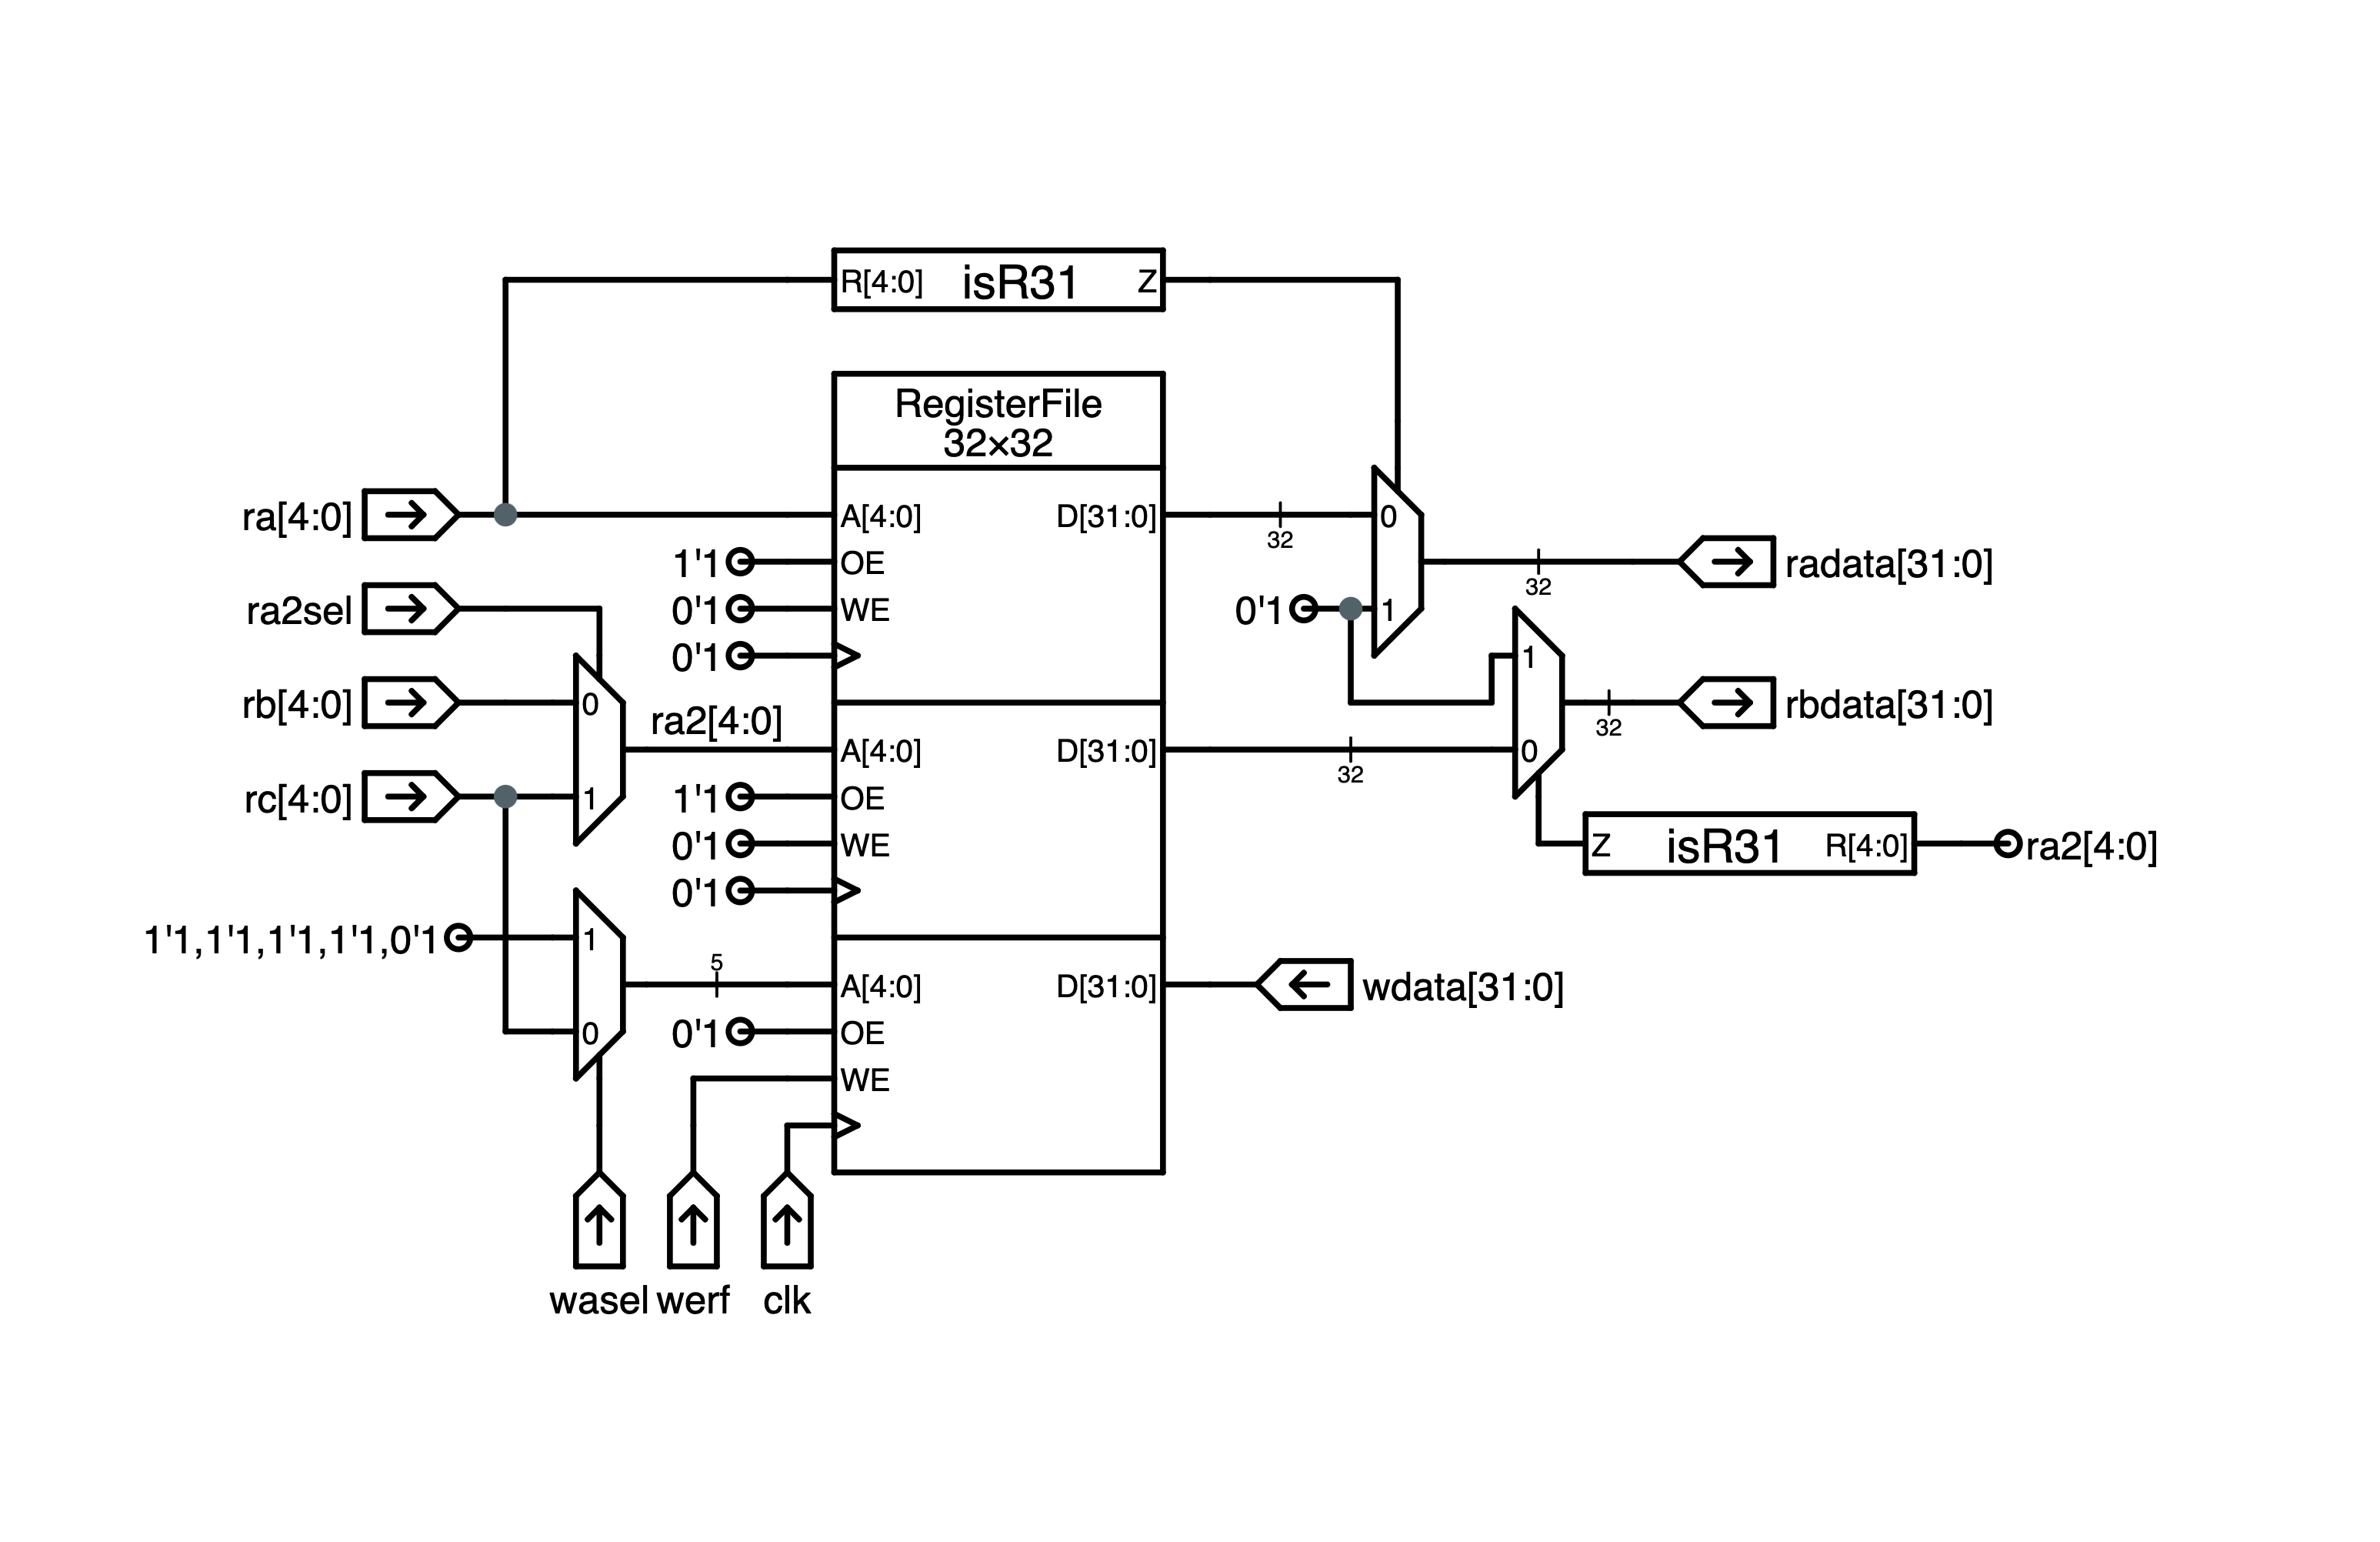 R[4:0] isR31 Z
RegisterFile
32×32
ra[4:0]
A[4:0]
D[31:0]
32
0
1'1
OE
radata[31:0]
32
ra2sel
0'1
WE
0'1
1
0'1
1
rb[4:0]
0
ra2[4:0]
rbdata[31:0]
32
A[4:0]
D[31:0]
32
0
rc[4:0]
1
1'1
OE
0'1
WE
Z isR31 R[4:0]
ra2[4:0]
0'1
1'1,1'1,1'1,1'1,0'1
1
5
A[4:0]
D[31:0]
wdata[31:0]
0
0'1
OE
WE
wasel
werf
clk